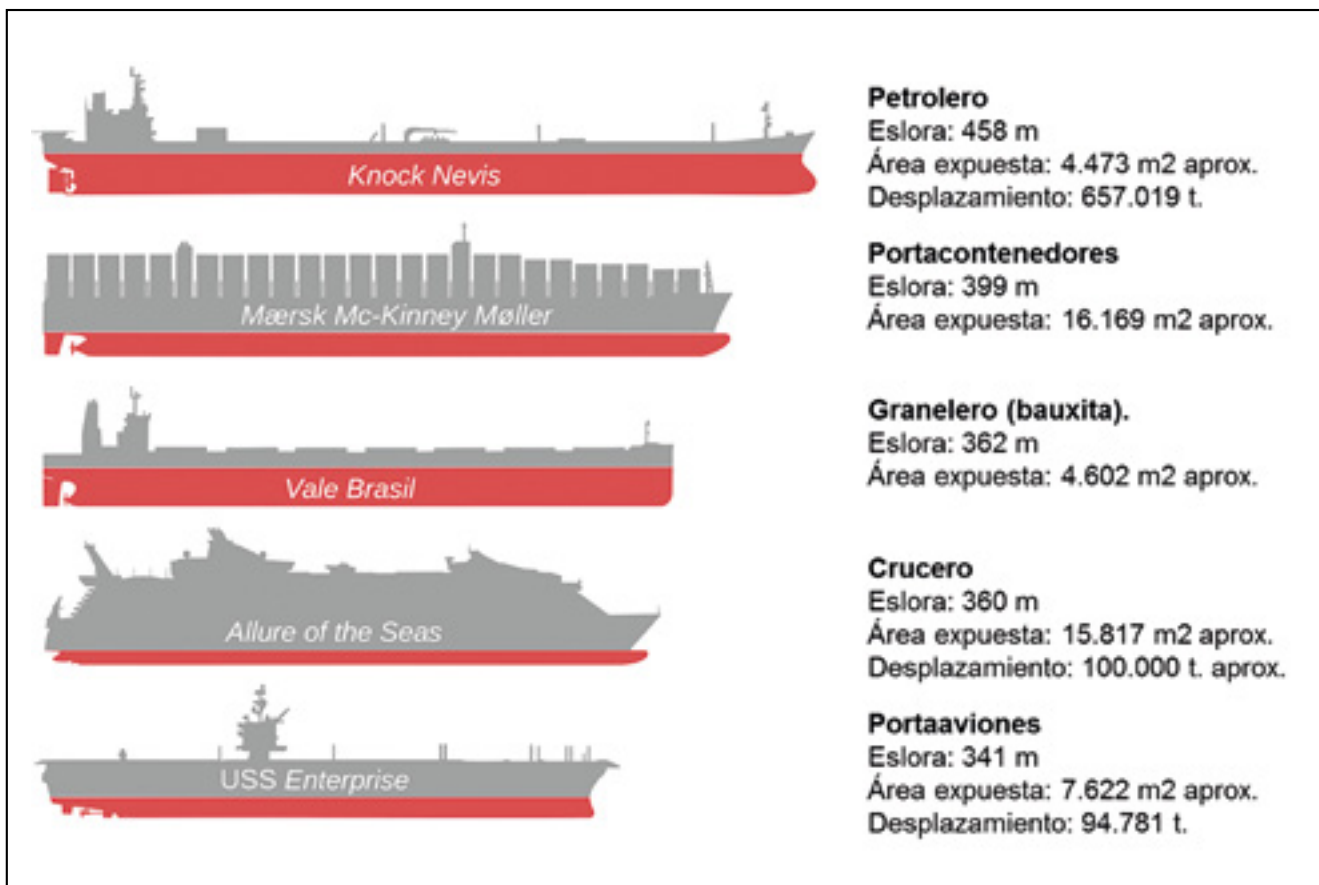 Knock Nevis
Petrolero
Eslora: 458 m
Área expuesta: 4.473 m2 aprox.
Desplazamiento: 657.019 t.
Mærsk Mc-Kinney Møller
Portacontenedores
Eslora: 399 m
Área expuesta: 16.169 m2 aprox.
Vale Brasil
Granelero (bauxita).
Eslora: 362 m
Área expuesta: 4.602 m2 aprox.
Allure of the Seas
Crucero
Eslora: 360 m
Área expuesta: 15.817 m2 aprox.
Desplazamiento: 100.000 t. aprox.
USS Enterprise
Portaaviones
Eslora: 341 m
Área expuesta: 7.622 m2 aprox.
Desplazamiento: 94.781 t.